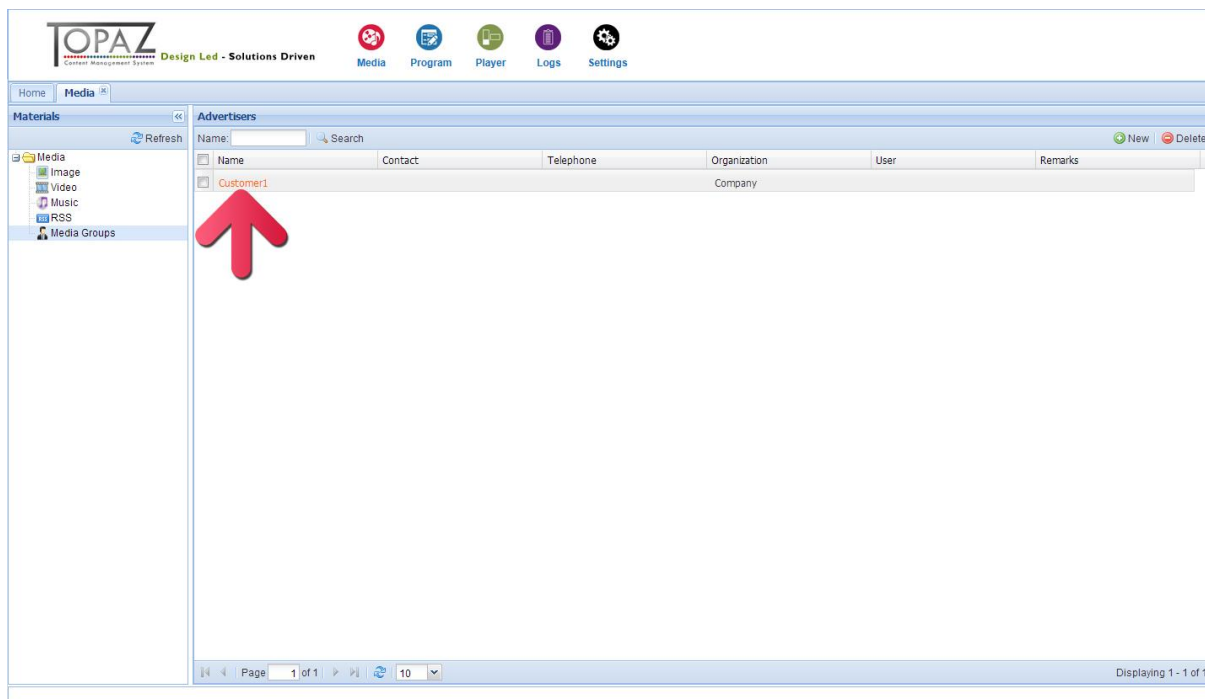 TOPAZ
Content Management System
Design Led - Solutions Driven
Media Program Player Logs Settings
Home Media
Materials
Refresh
Media
Image
Video
Music
RSS
Media Groups
Advertisers
Name: Search New Delete
Name Contact Telephone Organization User Remarks
Customer1 Company
Page 1 of 1 10 Displaying 1 - 1 of 1